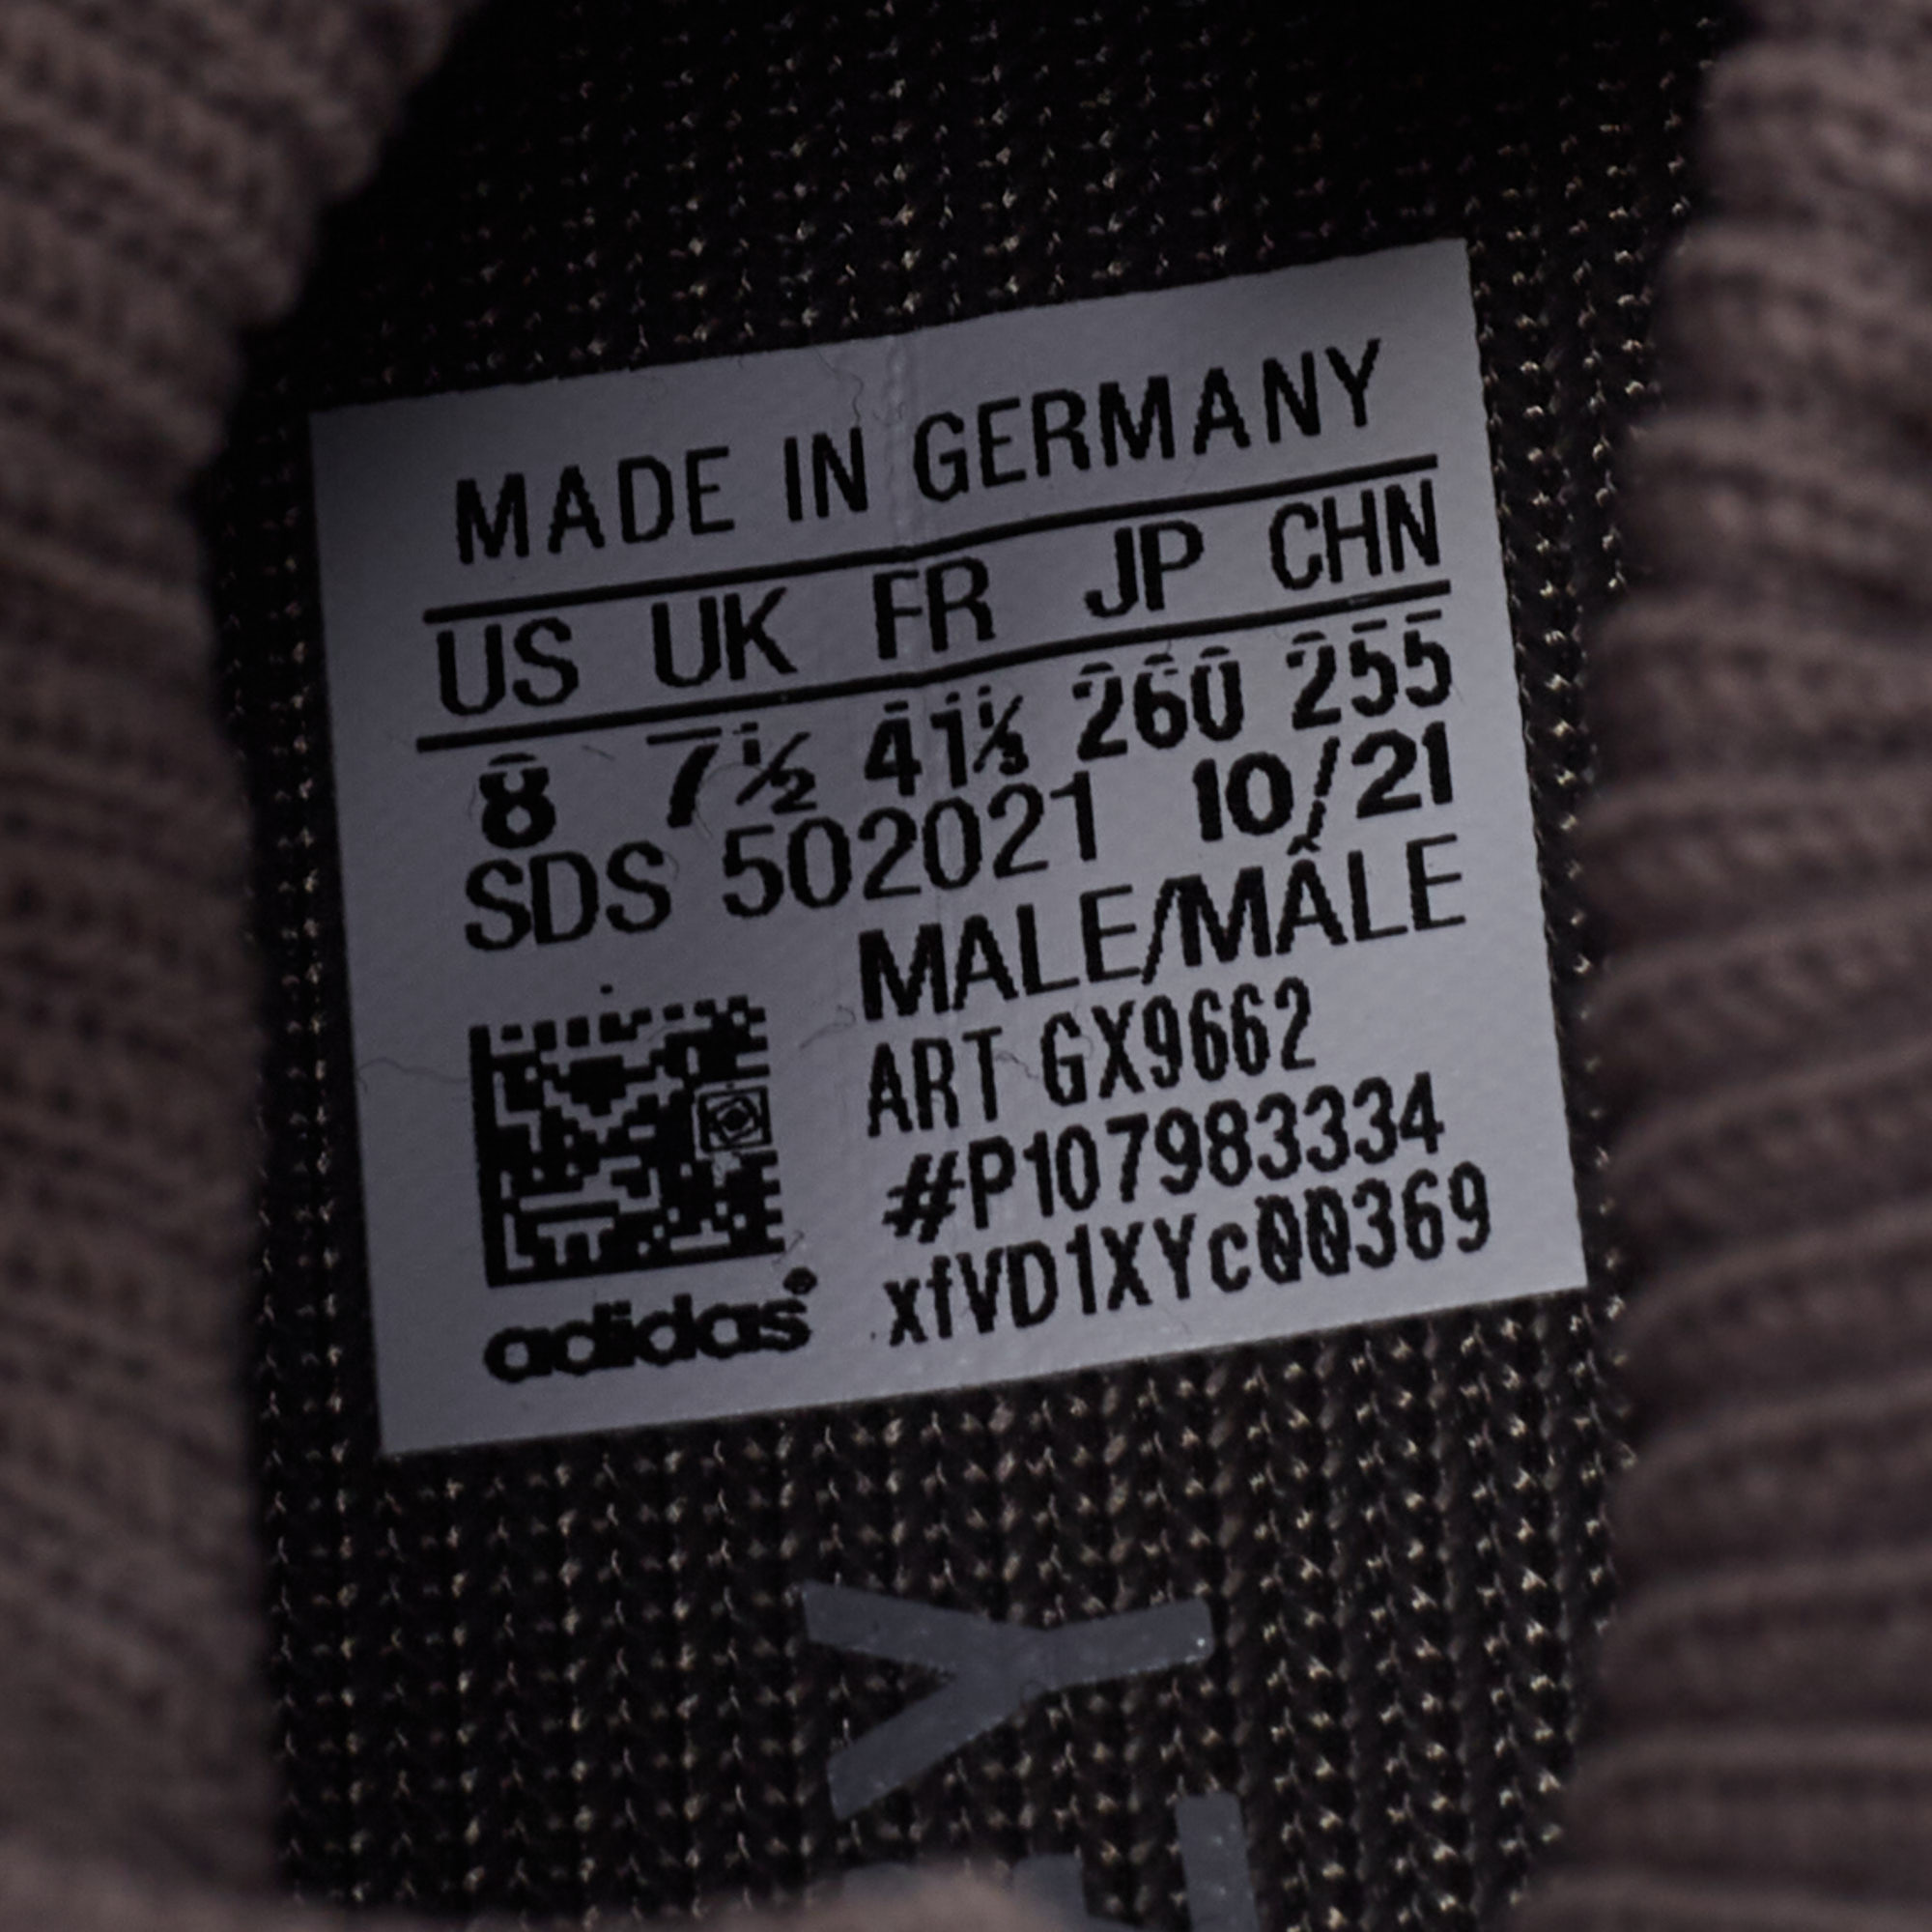 MADE IN GERMANY
US UK FR JP CHN
8 7½ 41⅓ 260 255
SDS 502021 10/21
MALE/MÂLE
ART GX9662
#P107983334
xfVD1XYc00369
adidas®